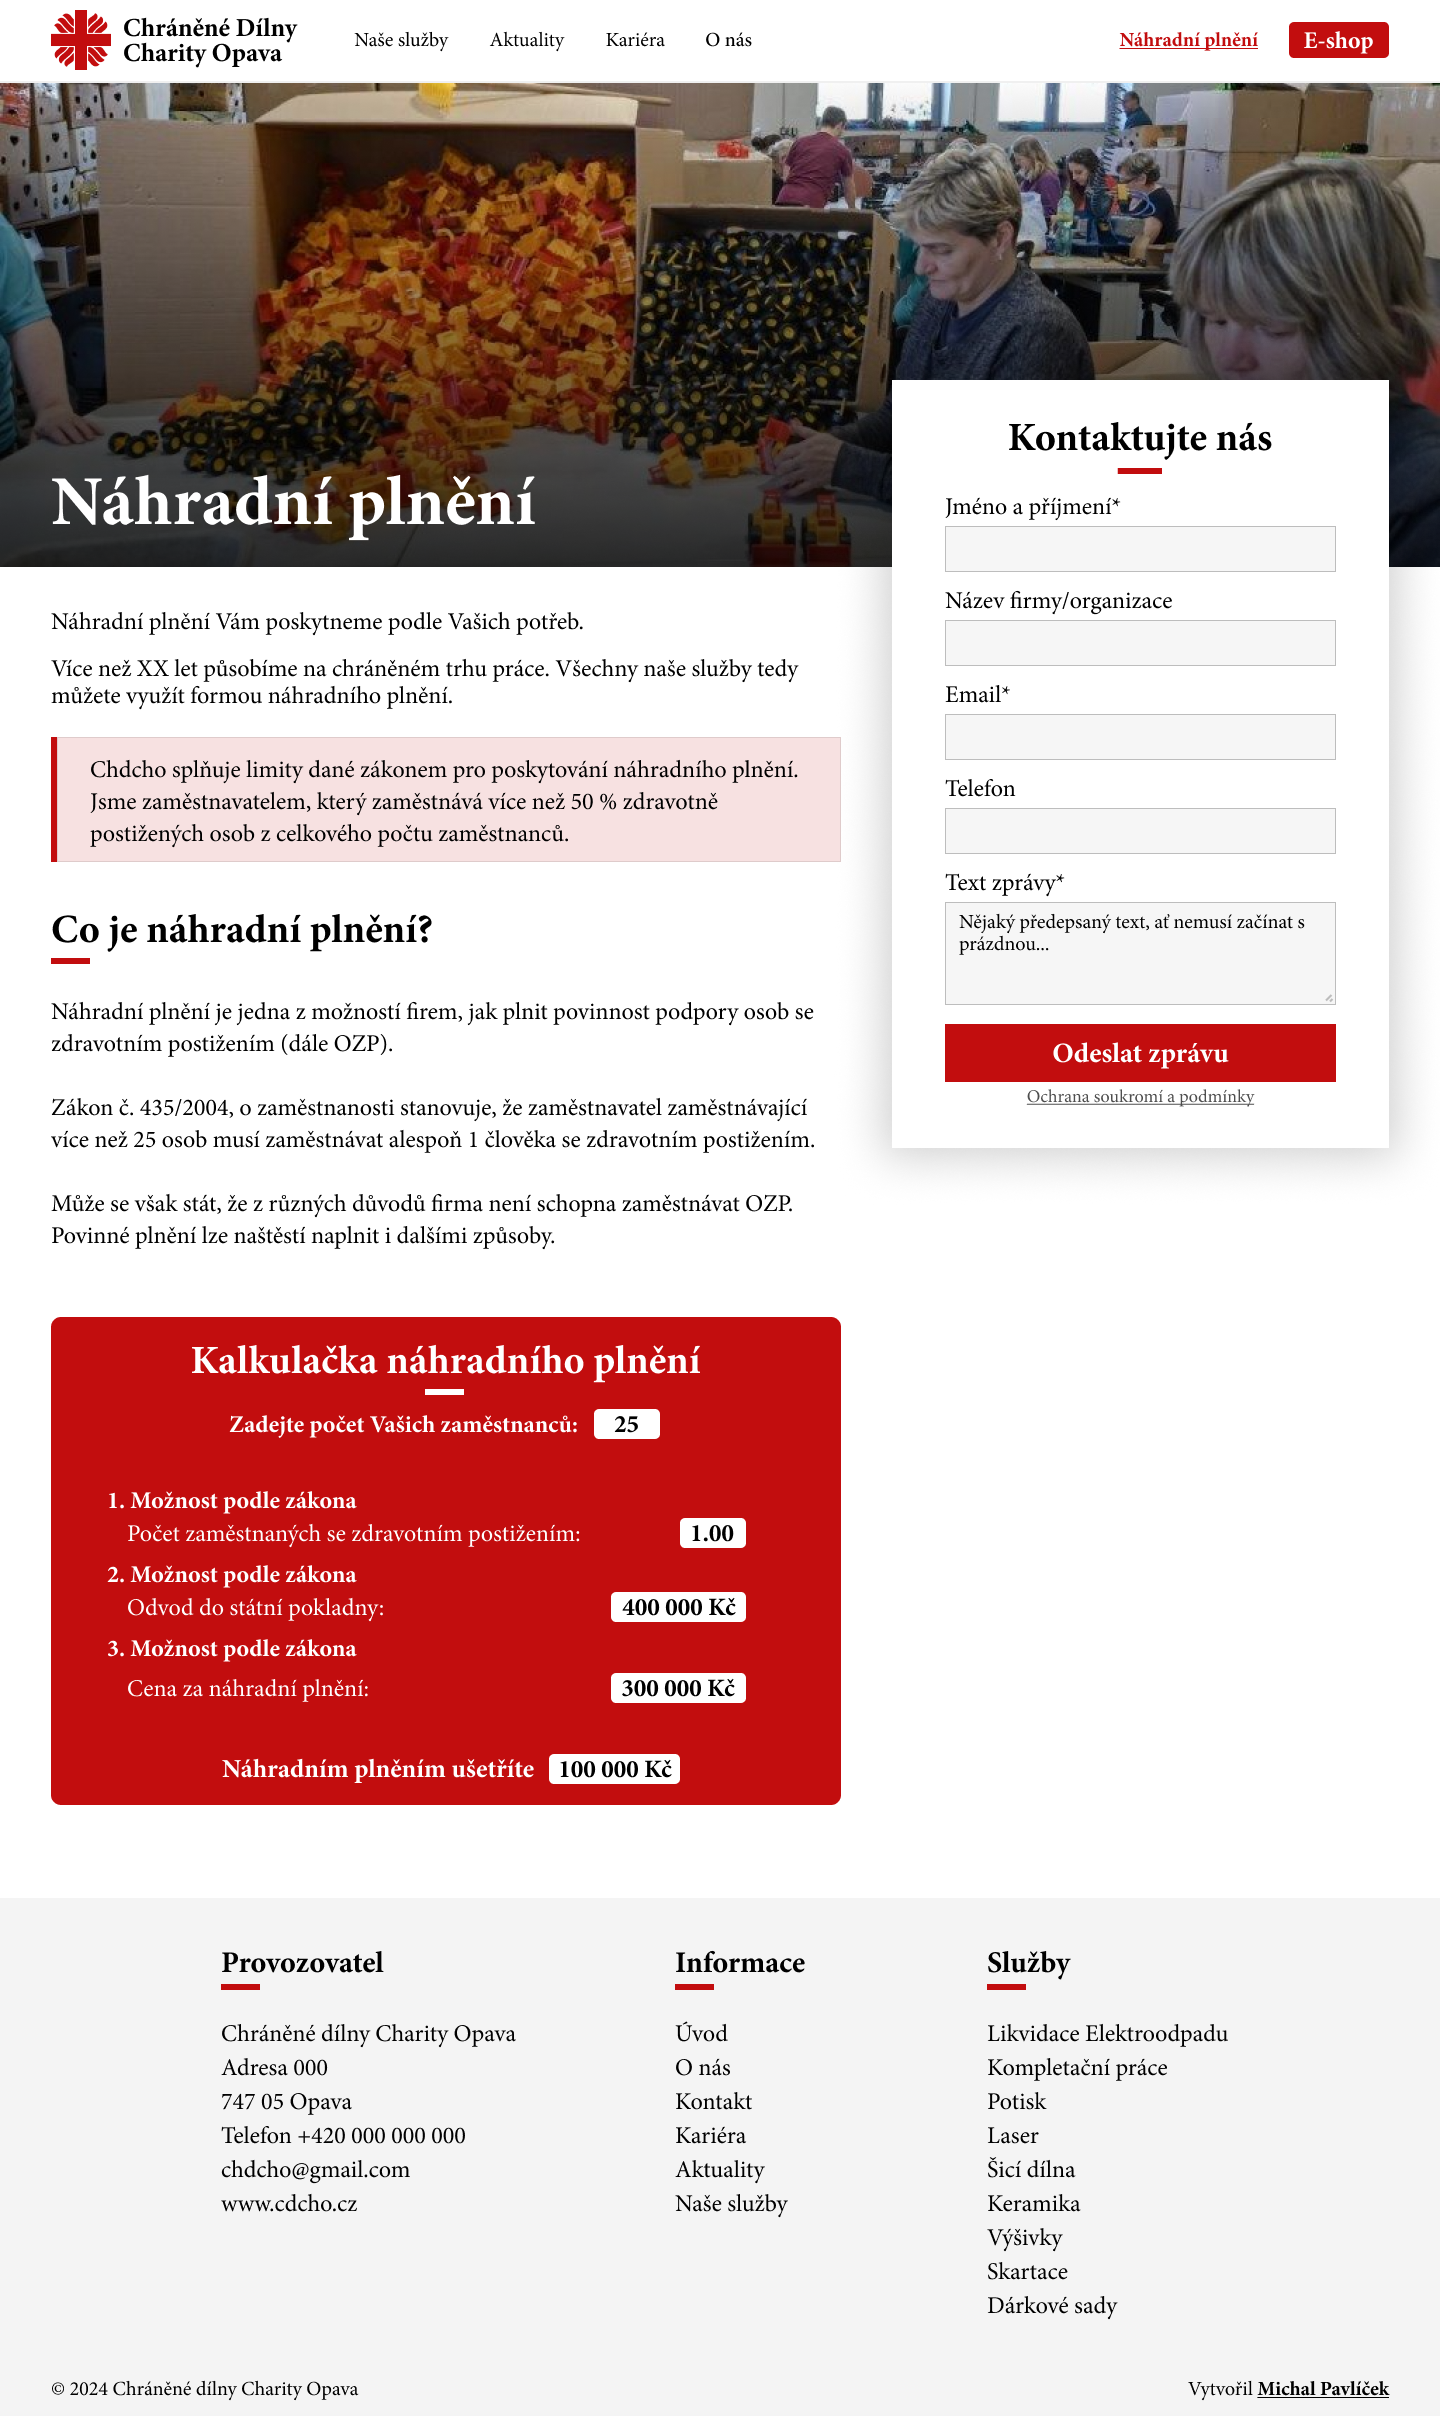 Chráněné Dílny
Charity Opava
Naše služby
Aktuality
Kariéra
O nás
Náhradní plnění
E-shop
Náhradní plnění
Náhradní plnění Vám poskytneme podle Vašich potřeb.
Více než XX let působíme na chráněném trhu práce. Všechny naše služby tedy
můžete využít formou náhradního plnění.
Chdcho splňuje limity dané zákonem pro poskytování náhradního plnění.
Jsme zaměstnavatelem, který zaměstnává více než 50 % zdravotně
postižených osob z celkového počtu zaměstnanců.
Co je náhradní plnění?
Náhradní plnění je jedna z možností firem, jak plnit povinnost podpory osob se
zdravotním postižením (dále OZP).
Zákon č. 435/2004, o zaměstnanosti stanovuje, že zaměstnavatel zaměstnávající
více než 25 osob musí zaměstnávat alespoň 1 člověka se zdravotním postižením.
Může se však stát, že z různých důvodů firma není schopna zaměstnávat OZP.
Povinné plnění lze naštěstí naplnit i dalšími způsoby.
Kontaktujte nás
Jméno a příjmení*
Název firmy/organizace
Email*
Telefon
Text zprávy*
Nějaký předepsaný text, ať nemusí začínat s
prázdnou...
Odeslat zprávu
Ochrana soukromí a podmínky
Kalkulačka náhradního plnění
Zadejte počet Vašich zaměstnanců: 25
1. Možnost podle zákona
Počet zaměstnaných se zdravotním postižením: 1.00
2. Možnost podle zákona
Odvod do státní pokladny: 400 000 Kč
3. Možnost podle zákona
Cena za náhradní plnění: 300 000 Kč
Náhradním plněním ušetříte 100 000 Kč
Provozovatel
Chráněné dílny Charity Opava
Adresa 000
747 05 Opava
Telefon +420 000 000 000
chdcho@gmail.com
www.cdcho.cz
Informace
Úvod
O nás
Kontakt
Kariéra
Aktuality
Naše služby
Služby
Likvidace Elektroodpadu
Kompletační práce
Potisk
Laser
Šicí dílna
Keramika
Výšivky
Skartace
Dárkové sady
© 2024 Chráněné dílny Charity Opava
Vytvořil Michal Pavlíček